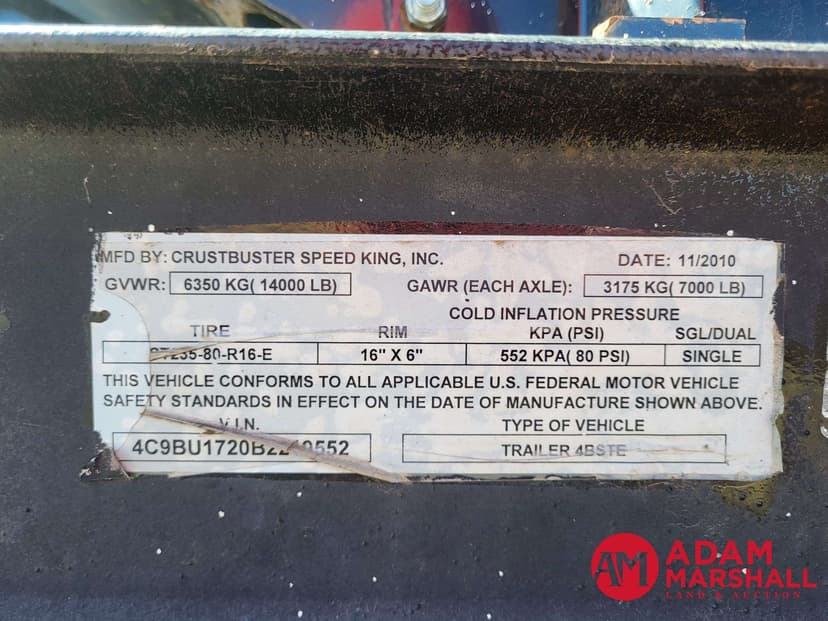 MFD BY: CRUSTBUSTER SPEED KING, INC. DATE: 11/2010
GVWR: 6350 KG( 14000 LB) GAWR (EACH AXLE): 3175 KG( 7000 LB)
COLD INFLATION PRESSURE
TIRE RIM KPA (PSI) SGL/DUAL
ST235-80-R16-E 16" X 6" 552 KPA( 80 PSI) SINGLE
THIS VEHICLE CONFORMS TO ALL APPLICABLE U.S. FEDERAL MOTOR VEHICLE
SAFETY STANDARDS IN EFFECT ON THE DATE OF MANUFACTURE SHOWN ABOVE.
V.I.N. TYPE OF VEHICLE
TRAILER 4BSTE
AM ADAM
MARSHALL
LAND & AUCTION